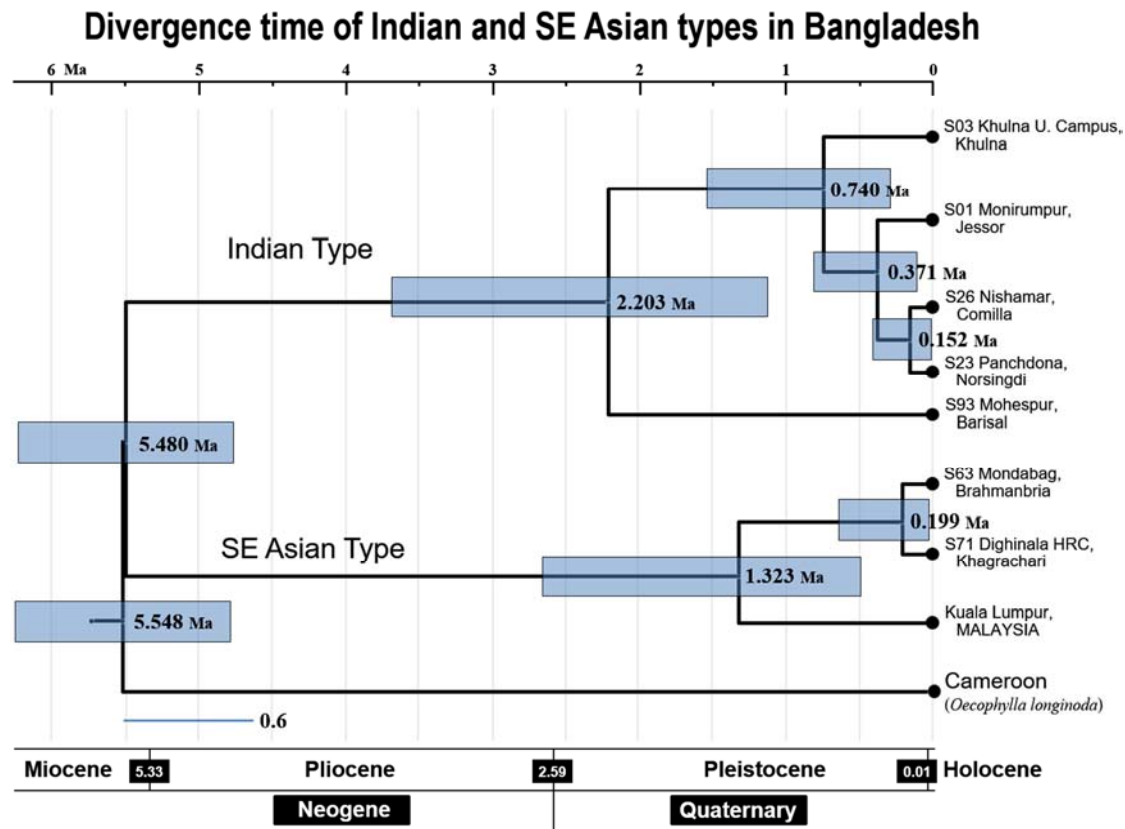 Divergence time of Indian and SE Asian types in Bangladesh
6 Ma 5 4 3 2 1 0
S03 Khulna U. Campus,
Khulna
0.740 Ma
S01 Monirumpur,
Jessor
Indian Type
0.371 Ma
2.203 Ma
S26 Nishamar,
Comilla
0.152 Ma
S23 Panchdona,
Norsingdi
S93 Mohespur,
Barisal
5.480 Ma
S63 Mondabag,
Brahmanbria
0.199 Ma
SE Asian Type
S71 Dighinala HRC,
Khagrachari
1.323 Ma
Kuala Lumpur,
MALAYSIA
5.548 Ma
Cameroon
(Oecophylla longinoda)
0.6
Miocene 5.33 Pliocene 2.59 Pleistocene 0.01 Holocene
Neogene Quaternary